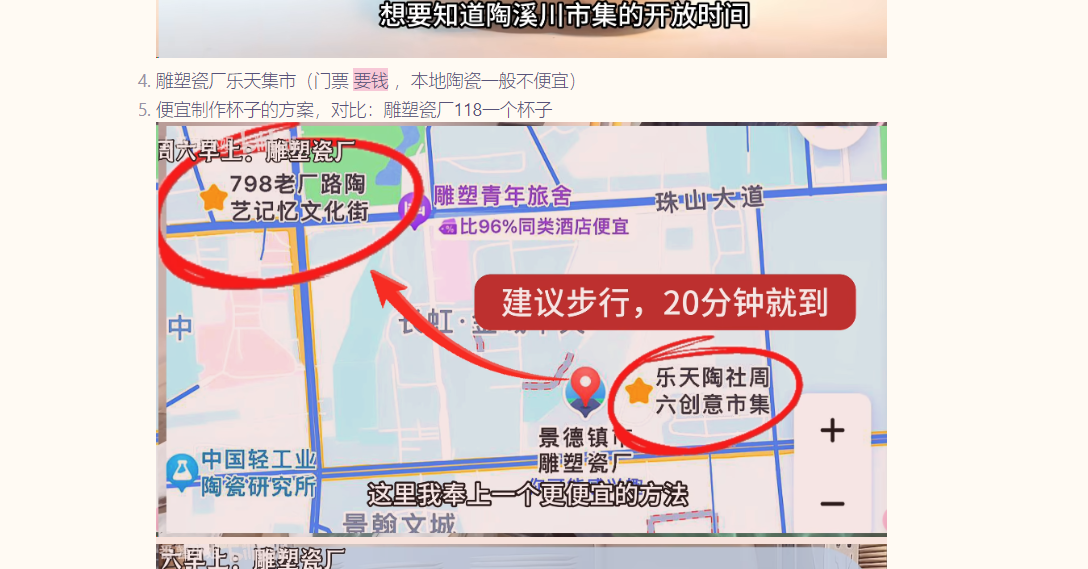 想要知道陶溪川市集的开放时间
4. 雕塑瓷厂乐天集市（门票 要钱 ，本地陶瓷一般不便宜）
5. 便宜制作杯子的方案，对比：雕塑瓷厂118一个杯子
周六早上：雕塑瓷厂
798老厂路陶
艺记忆文化街
雕塑青年旅舍
比96%同类酒店便宜
珠山大道
建议步行，20分钟就到
中
长虹·
乐天陶社周
六创意市集
景德镇市
雕塑瓷厂
中国轻工业
陶瓷研究所
这里我奉上一个更便宜的方法
景翰文城
六早上：雕塑瓷厂